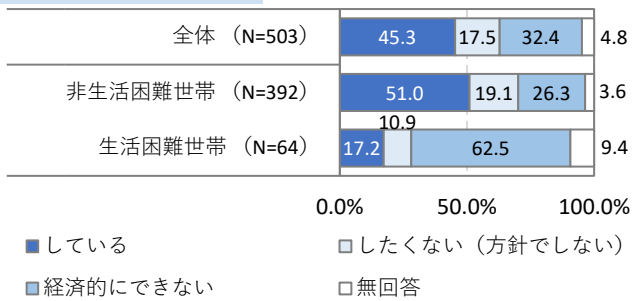 全体 （N=503） 45.3 17.5 32.4 4.8
非生活困難世帯 （N=392） 51.0 19.1 26.3 3.6
10.9
生活困難世帯 （N=64） 17.2 62.5 9.4
0.0% 50.0% 100.0%
している したくない（方針でしない）
経済的にできない 無回答